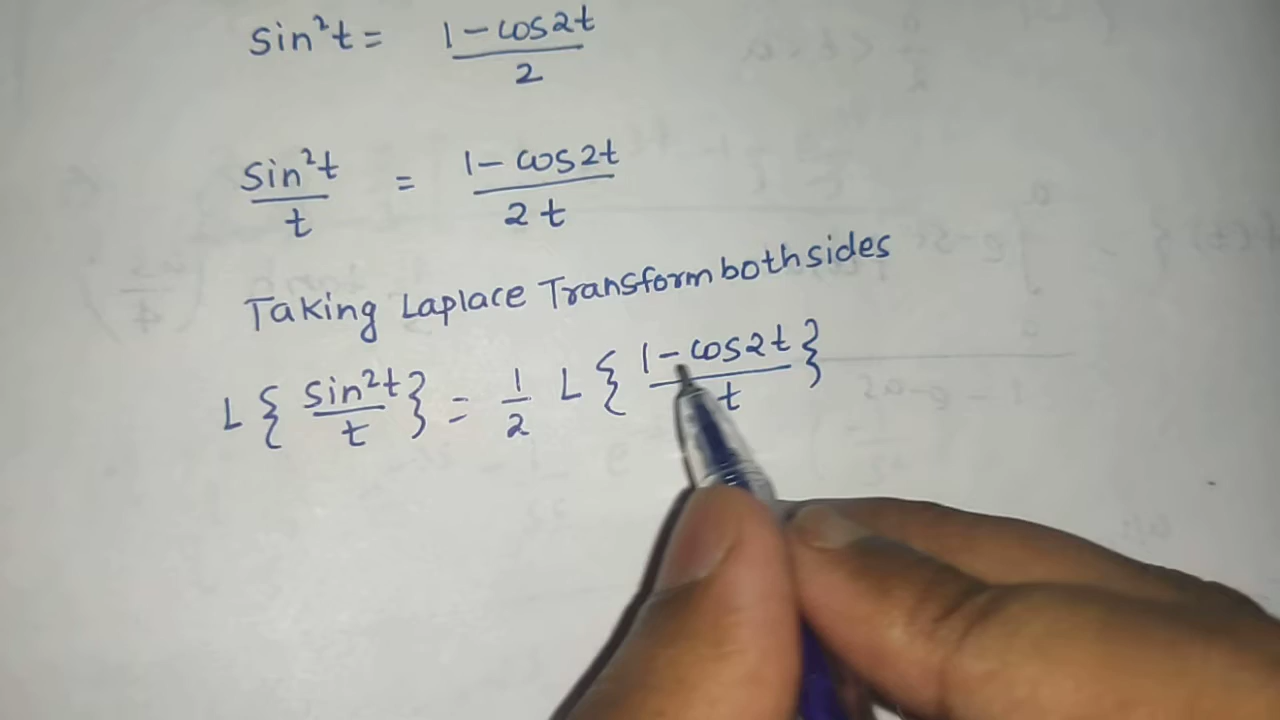 sin²t = 1 - cos2t / 2
sin²t / t = 1 - cos2t / 2t
Taking Laplace Transform both sides
L { sin²t / t } = 1/2 L { 1 - cos2t / t }